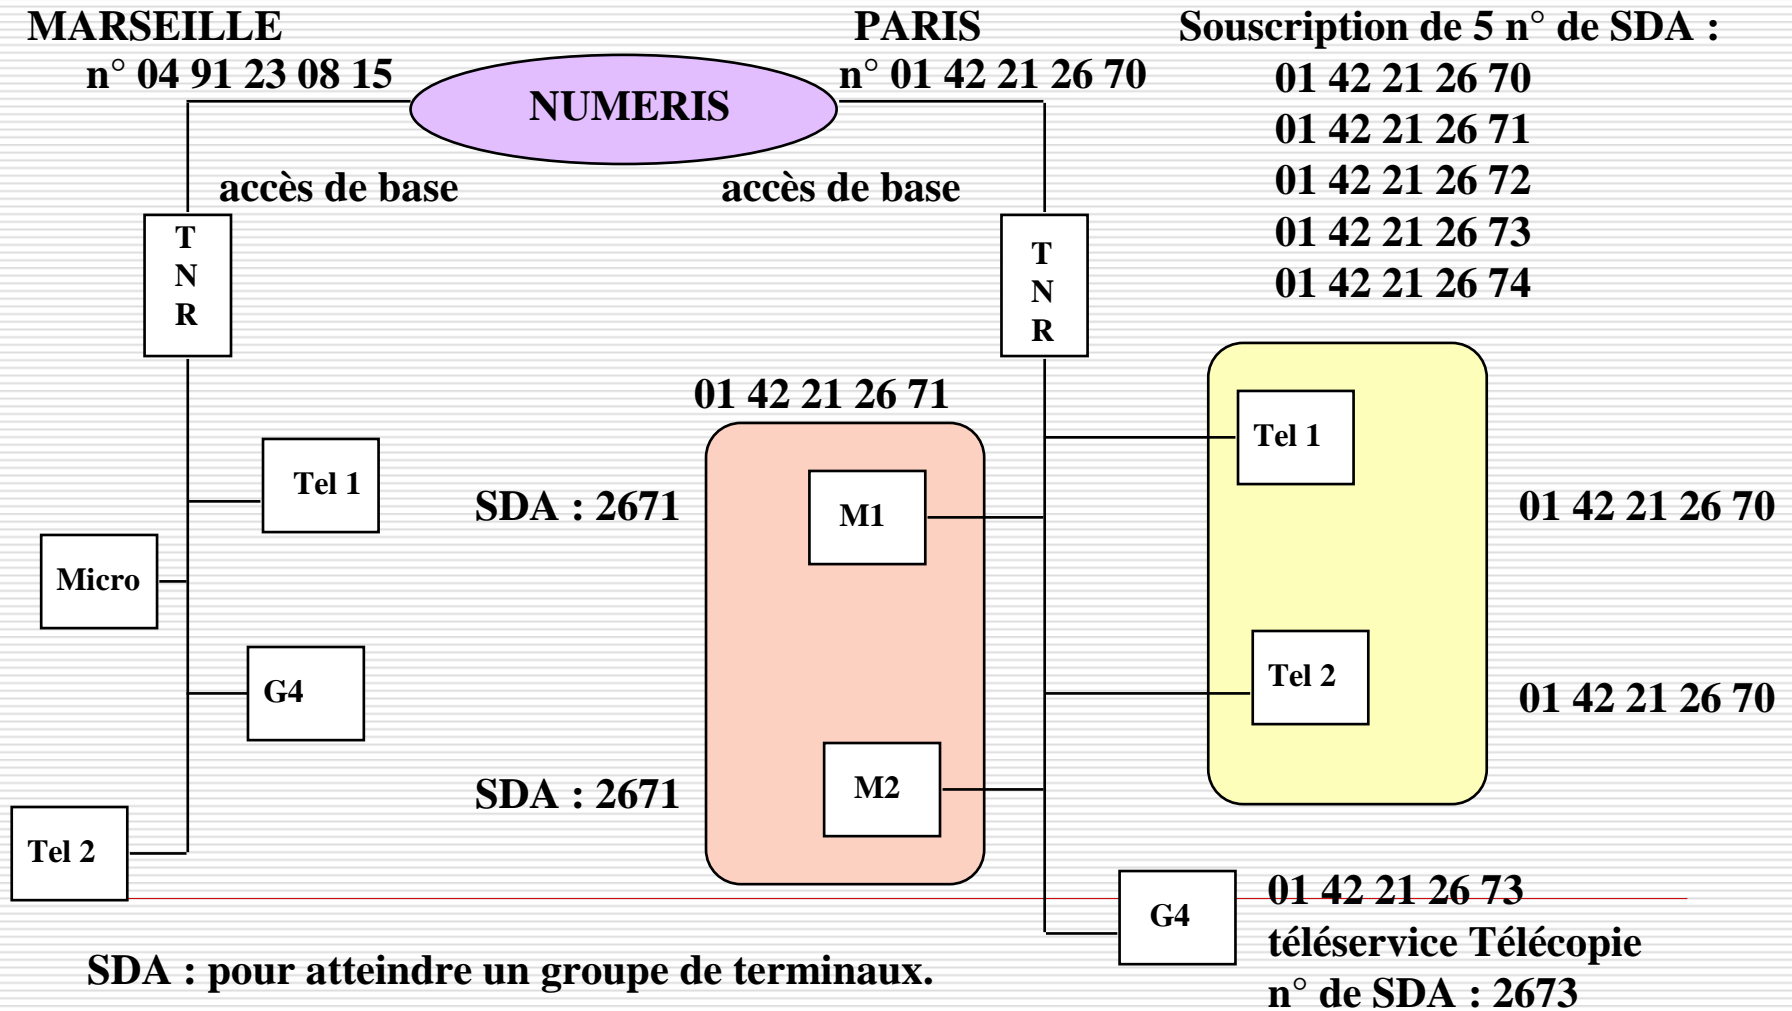 MARSEILLE
n° 04 91 23 08 15
NUMERIS
PARIS
n° 01 42 21 26 70
Souscription de 5 n° de SDA :
01 42 21 26 70
01 42 21 26 71
01 42 21 26 72
01 42 21 26 73
01 42 21 26 74
accès de base
accès de base
T
N
R
T
N
R
Tel 1
Micro
G4
Tel 2
01 42 21 26 71
SDA : 2671
M1
SDA : 2671
M2
Tel 1
01 42 21 26 70
Tel 2
01 42 21 26 70
G4
01 42 21 26 73
téléservice Télécopie
n° de SDA : 2673
SDA : pour atteindre un groupe de terminaux.